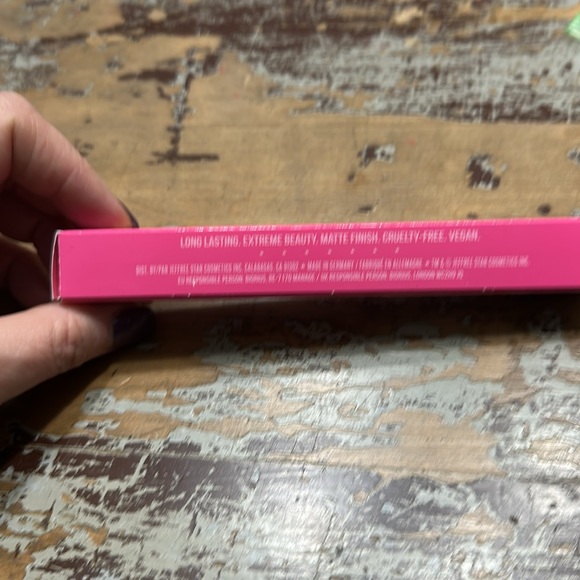 LONG LASTING. EXTREME BEAUTY. MATTE FINISH. CRUELTY-FREE. VEGAN.
DIST. BY/PAR JEFFREE STAR COSMETICS INC. CALABASAS, CA 91302 ★ MADE IN GERMANY / FABRIQUÉ EN ALLEMAGNE ★ TM & © JEFFREE STAR COSMETICS INC.
EU RESPONSIBLE PERSON: BIORIUS, BE-7170 MANAGE / UK RESPONSIBLE PERSON: BIORIUS, LONDON